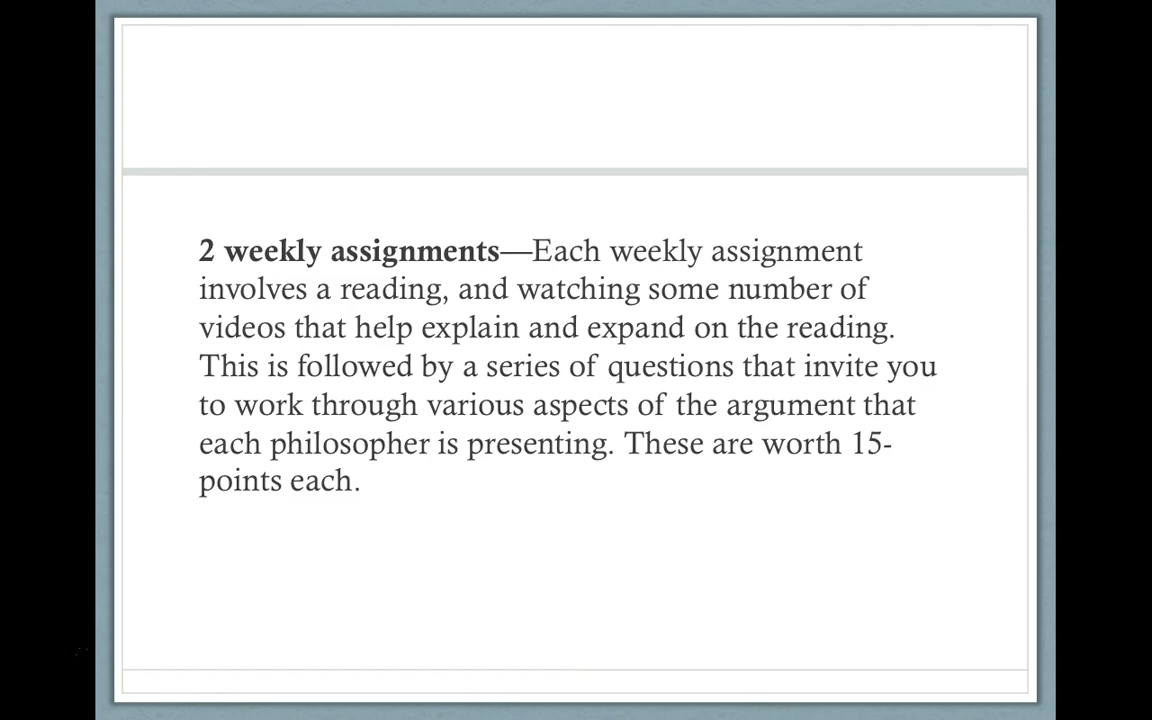 2 weekly assignments—Each weekly assignment
involves a reading, and watching some number of
videos that help explain and expand on the reading.
This is followed by a series of questions that invite you
to work through various aspects of the argument that
each philosopher is presenting. These are worth 15-
points each.